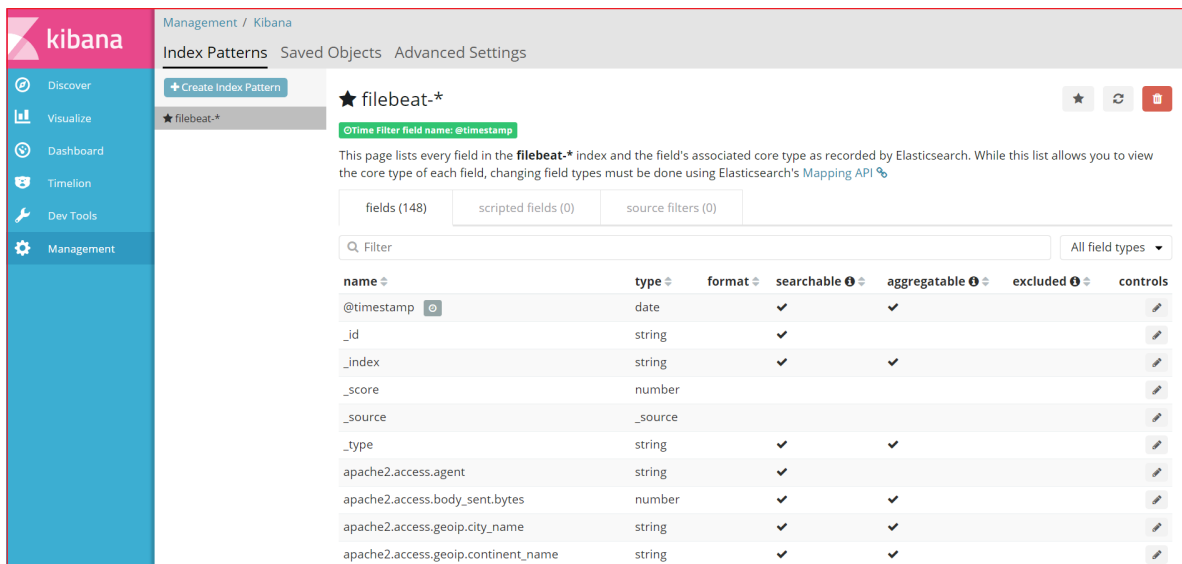 kibana
Discover
Visualize
Dashboard
Timelion
Dev Tools
Management
Management / Kibana
Index Patterns Saved Objects Advanced Settings
+ Create Index Pattern
★ filebeat-*
★ filebeat-*
Time Filter field name: @timestamp
This page lists every field in the filebeat-* index and the field's associated core type as recorded by Elasticsearch. While this list allows you to view
the core type of each field, changing field types must be done using Elasticsearch's Mapping API
fields (148) scripted fields (0) source filters (0)
Filter All field types
name type format searchable aggregatable excluded controls
@timestamp date ✔ ✔
_id string ✔
_index string ✔ ✔
_score number
_source _source
_type string ✔ ✔
apache2.access.agent string ✔
apache2.access.body_sent.bytes number ✔ ✔
apache2.access.geoip.city_name string ✔ ✔
apache2.access.geoip.continent_name string ✔ ✔